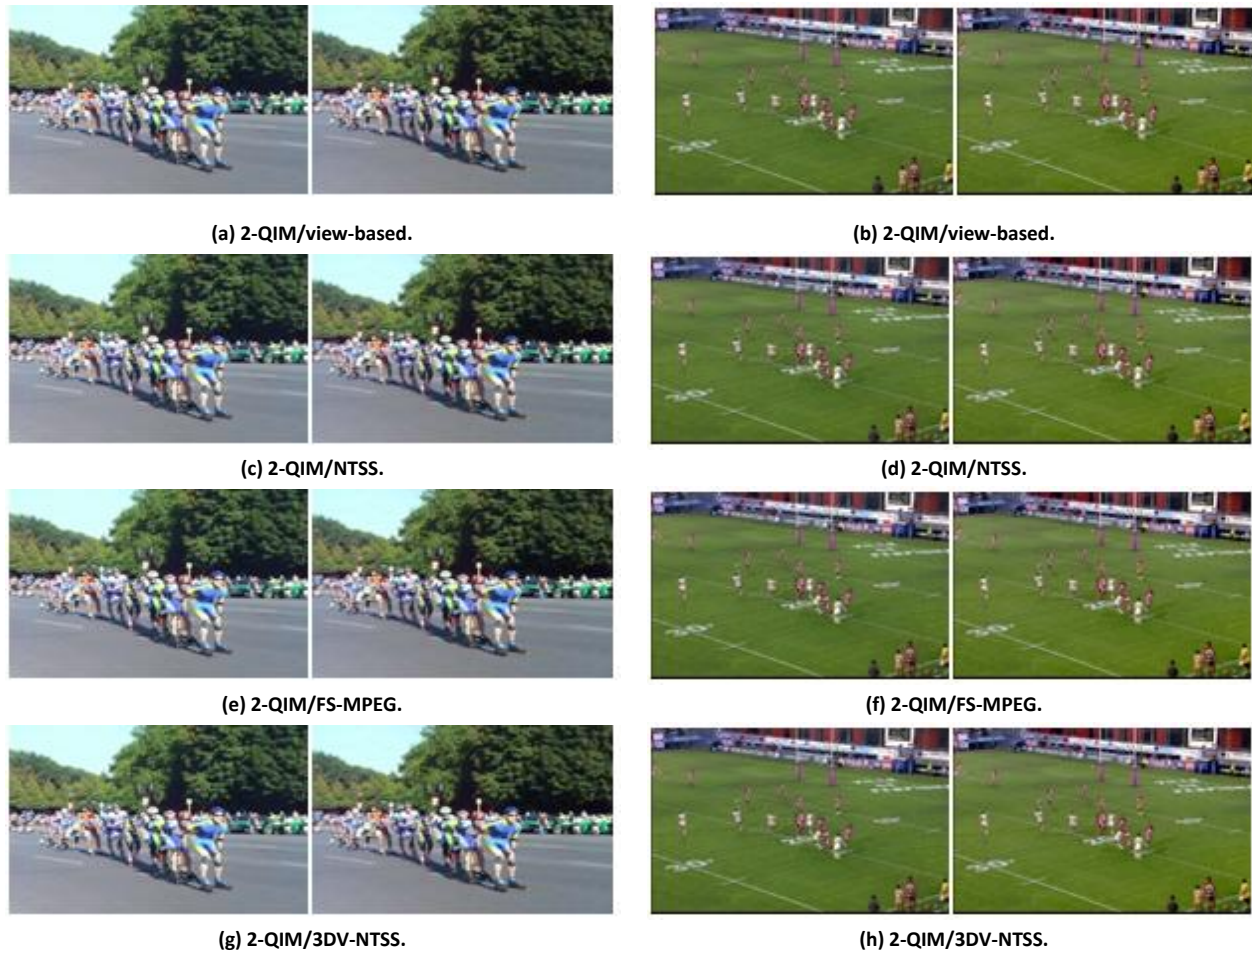 (a) 2-QIM/view-based.
(b) 2-QIM/view-based.
(c) 2-QIM/NTSS.
(d) 2-QIM/NTSS.
(e) 2-QIM/FS-MPEG.
(f) 2-QIM/FS-MPEG.
(g) 2-QIM/3DV-NTSS.
(h) 2-QIM/3DV-NTSS.